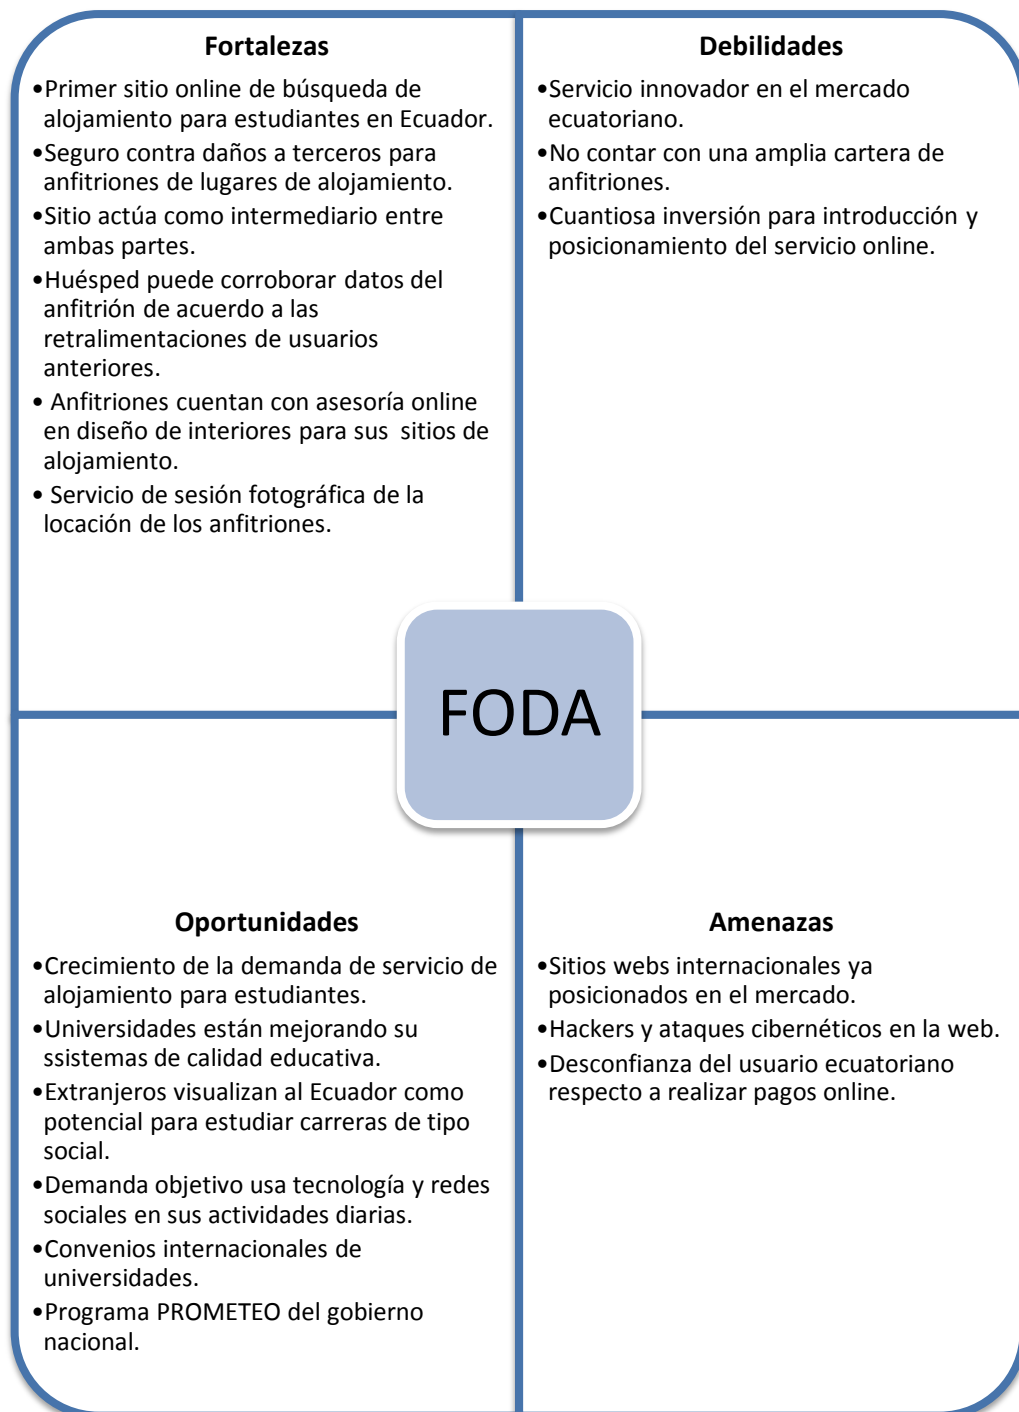 Fortalezas
•Primer sitio online de búsqueda de
alojamiento para estudiantes en Ecuador.
•Seguro contra daños a terceros para
anfitriones de lugares de alojamiento.
•Sitio actúa como intermediario entre
ambas partes.
•Huésped puede corroborar datos del
anfitrión de acuerdo a las
retralimentaciones de usuarios
anteriores.
• Anfitriones cuentan con asesoría online
en diseño de interiores para sus sitios de
alojamiento.
• Servicio de sesión fotográfica de la
locación de los anfitriones.
Debilidades
•Servicio innovador en el mercado
ecuatoriano.
•No contar con una amplia cartera de
anfitriones.
•Cuantiosa inversión para introducción y
posicionamiento del servicio online.
FODA
Oportunidades
•Crecimiento de la demanda de servicio de
alojamiento para estudiantes.
•Universidades están mejorando su
ssistemas de calidad educativa.
•Extranjeros visualizan al Ecuador como
potencial para estudiar carreras de tipo
social.
•Demanda objetivo usa tecnología y redes
sociales en sus actividades diarias.
•Convenios internacionales de
universidades.
•Programa PROMETEO del gobierno
nacional.
Amenazas
•Sitios webs internacionales ya
posicionados en el mercado.
•Hackers y ataques cibernéticos en la web.
•Desconfianza del usuario ecuatoriano
respecto a realizar pagos online.